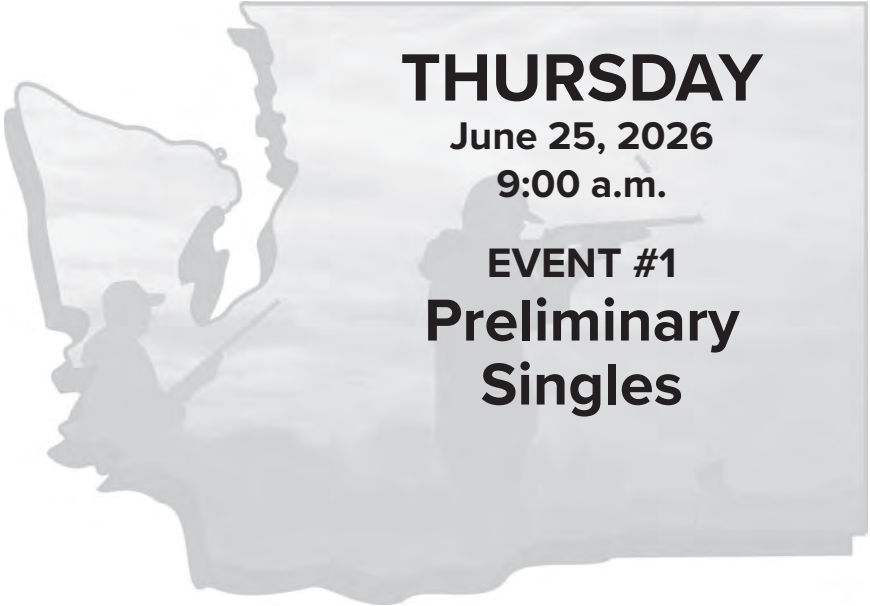 THURSDAY
June 25, 2026
9:00 a.m.
EVENT #1
Preliminary
Singles